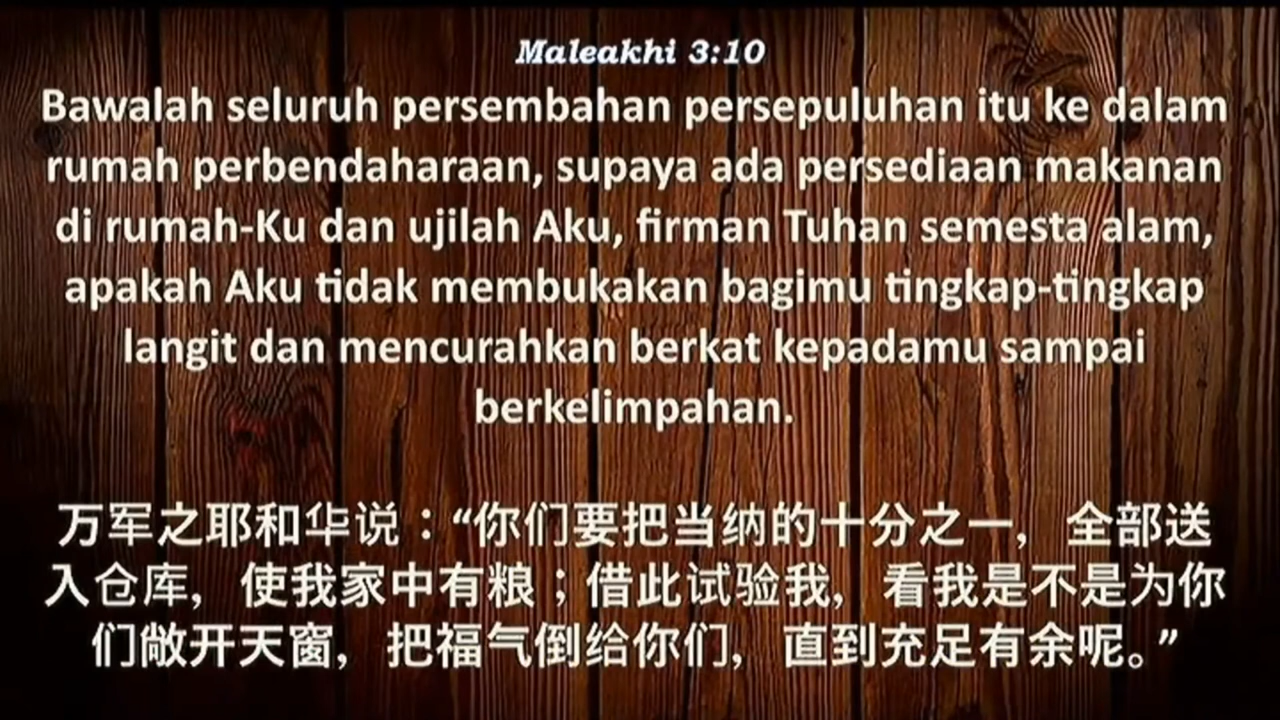 Maleakhi 3:10
Bawalah seluruh persembahan persepuluhan itu ke dalam
rumah perbendaharaan, supaya ada persediaan makanan
di rumah-Ku dan ujilah Aku, firman Tuhan semesta alam,
apakah Aku tidak membukakan bagimu tingkap-tingkap
langit dan mencurahkan berkat kepadamu sampai
berkelimpahan.
万军之耶和华说：“你们要把当纳的十分之一，全部送
入仓库，使我家中有粮；借此试验我，看我是不是为你
们敞开天窗，把福气倒给你们，直到充足有余呢。”